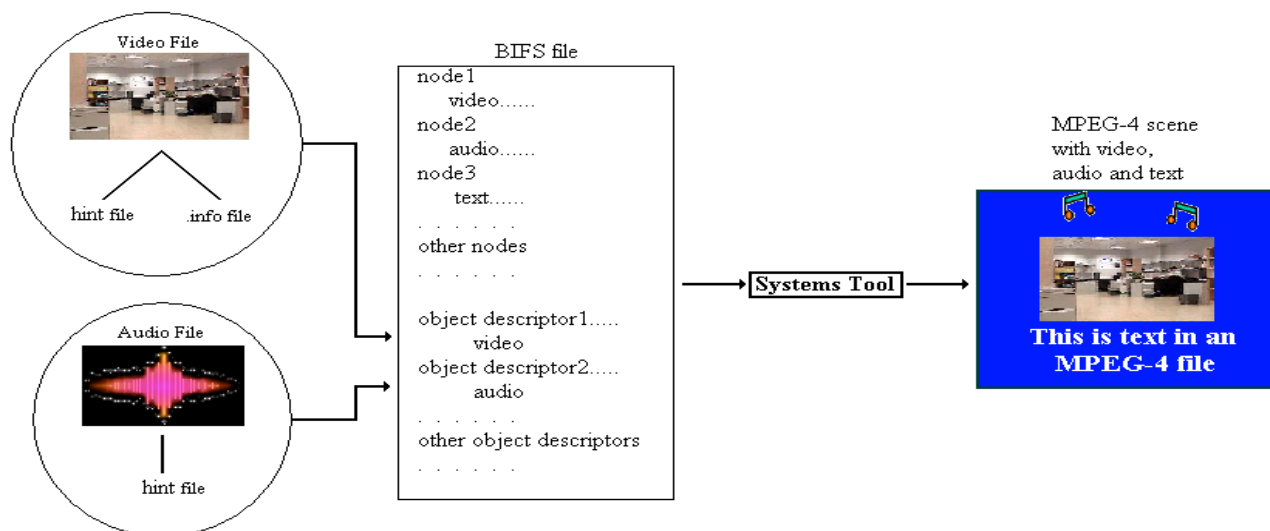 Video File
hint file
.info file
Audio File
hint file
BIFS file
node1
video......
node2
audio......
node3
text......
. . . . . .
other nodes
. . . . . .
object descriptor1.....
video
object descriptor2.....
audio
. . . . . .
other object descriptors
. . . . . .
Systems Tool
MPEG-4 scene
with video,
audio and text
This is text in an
MPEG-4 file